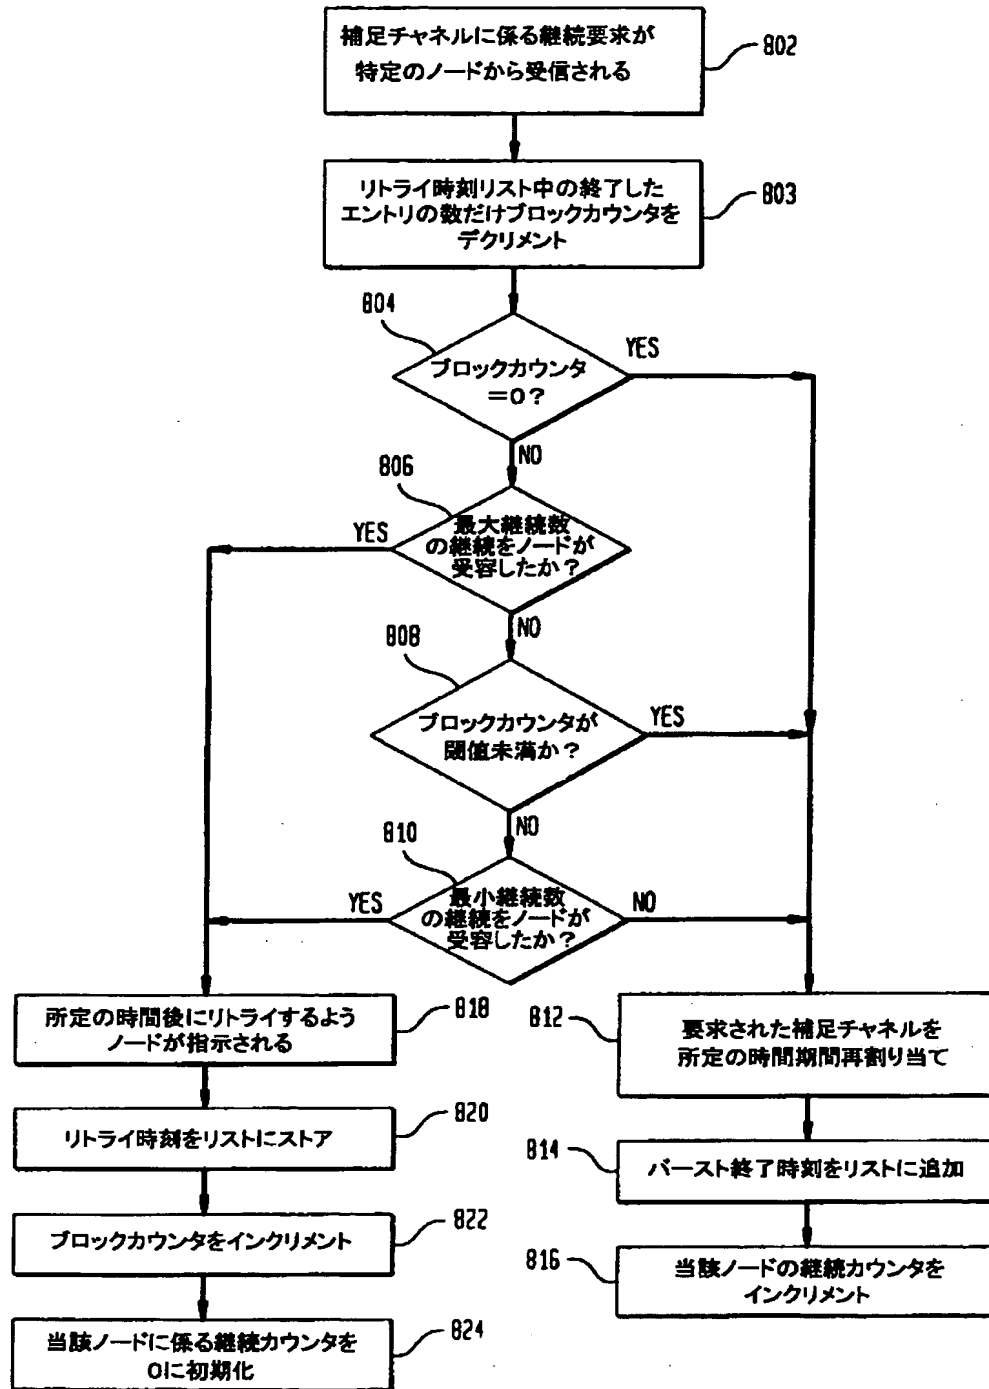 補足チャネルに係る継続要求が
特定のノードから受信される
802
リトライ時刻リスト中の終了した
エントリの数だけブロックカウンタを
デクリメント
803
804
ブロックカウンタ
=0?
YES
NO
806
最大継続数
の継続をノードが
受容したか?
YES
NO
808
ブロックカウンタが
閾値未満か?
YES
NO
810
最小継続数
の継続をノードが
受容したか?
YES
NO
所定の時間後にリトライするよう
ノードが指示される
818
リトライ時刻をリストにストア
820
ブロックカウンタをインクリメント
822
当該ノードに係る継続カウンタを
0に初期化
824
812
要求された補足チャネルを
所定の時間期間再割り当て
814
バースト終了時刻をリストに追加
816
当該ノードの継続カウンタを
インクリメント